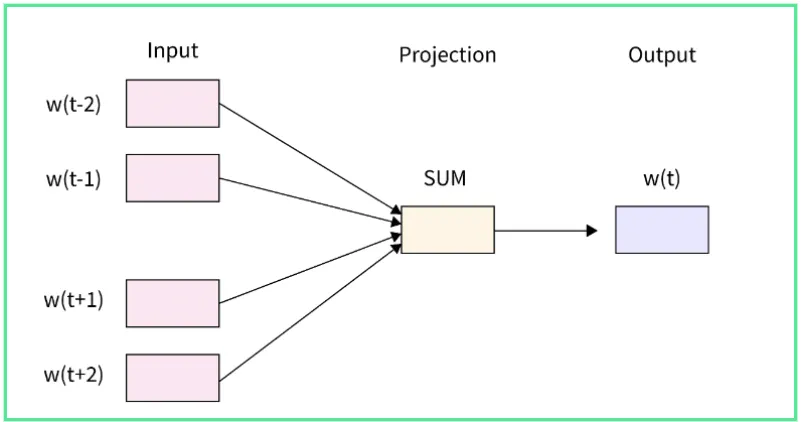 Input
Projection
Output
w(t-2)
w(t-1)
SUM
w(t)
w(t+1)
w(t+2)